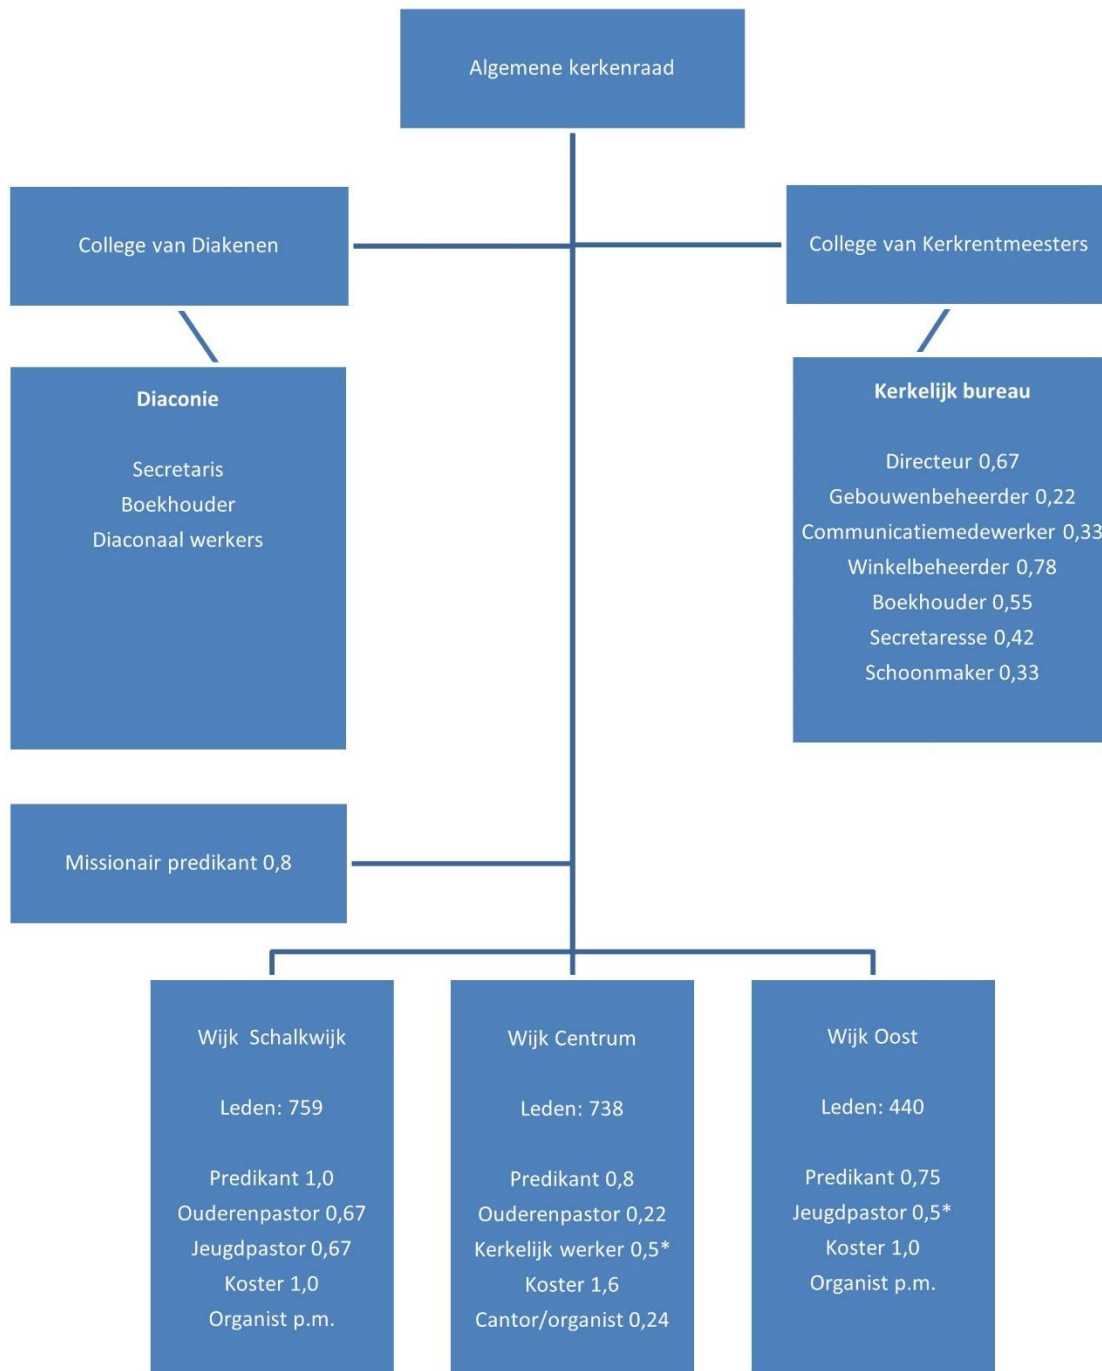 Algemene kerkenraad
College van Diakenen
College van Kerkrentmeesters
Diaconie
Secretaris
Boekhouder
Diaconaal werkers
Kerkelijk bureau
Directeur 0,67
Gebouwenbeheerder 0,22
Communicatiemedewerker 0,33
Winkelbeheerder 0,78
Boekhouder 0,55
Secretaresse 0,42
Schoonmaker 0,33
Missionair predikant 0,8
Wijk Schalkwijk
Leden: 759
Predikant 1,0
Ouderenpastor 0,67
Jeugdpastor 0,67
Koster 1,0
Organist p.m.
Wijk Centrum
Leden: 738
Predikant 0,8
Ouderenpastor 0,22
Kerkelijk werker 0,5*
Koster 1,6
Cantor/organist 0,24
Wijk Oost
Leden: 440
Predikant 0,75
Jeugdpastor 0,5*
Koster 1,0
Organist p.m.